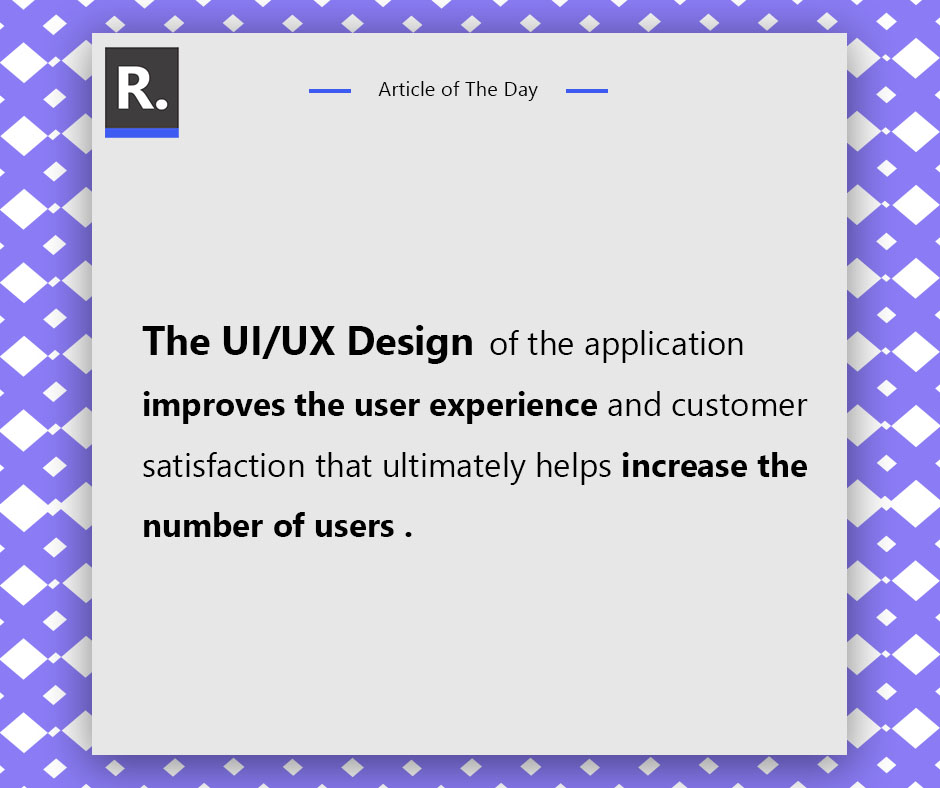 R.
Article of The Day
The UI/UX Design of the application
improves the user experience and customer
satisfaction that ultimately helps increase the
number of users .